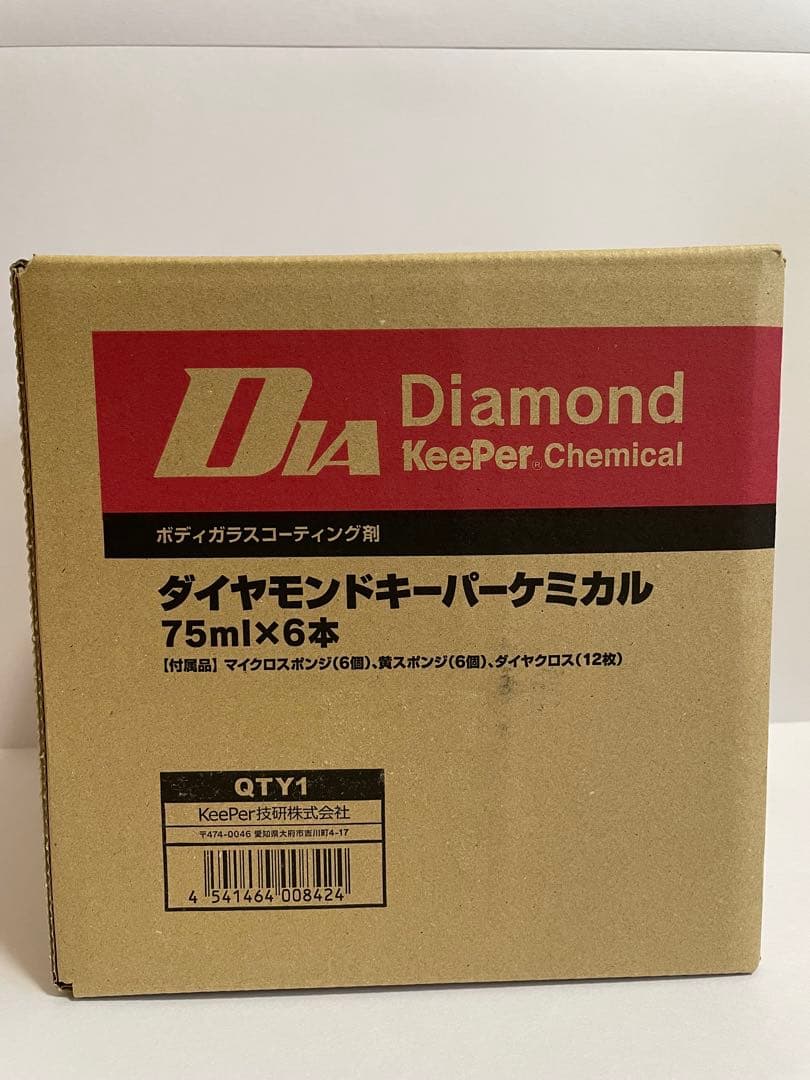 DIA
Diamond
KeePer® Chemical
ボディガラスコーティング剤
ダイヤモンドキーパーケミカル
75ml×6本
【付属品】マイクロスポンジ(6個)、黄スポンジ(6個)、ダイヤクロス(12枚)
QTY1
KeePer技研株式会社
〒474-0046 愛知県大府市吉川町4-17
4 541464 008424